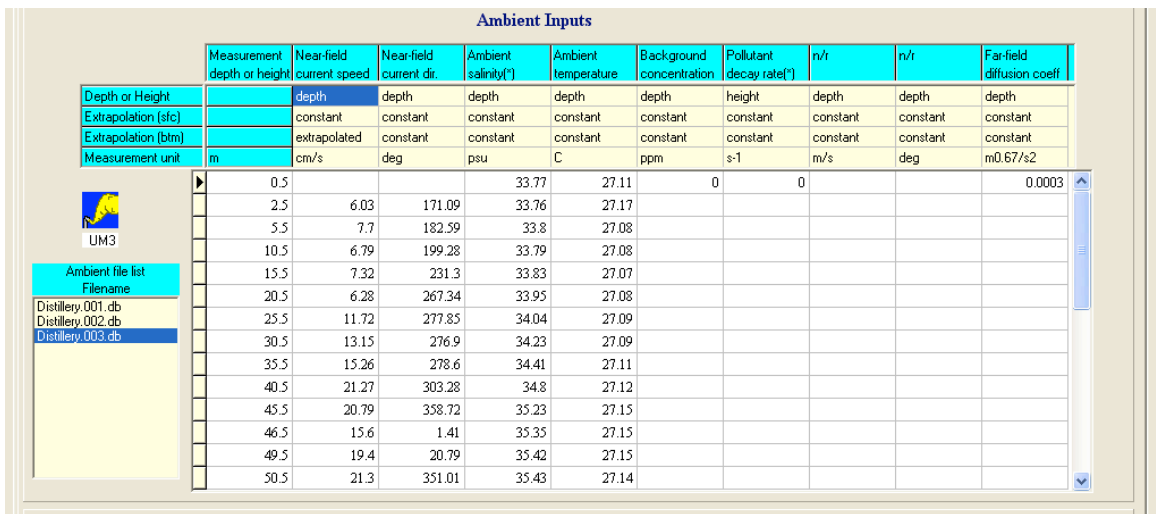 Ambient Inputs
Measurement depth or height Near-field current speed Near-field current dir. Ambient salinity(*) Ambient temperature Background concentration Pollutant decay rate(*) n/r n/r Far-field diffusion coeff
Depth or Height depth depth depth depth depth height depth depth depth
Extrapolation (sfc) constant constant constant constant constant constant constant constant constant
Extrapolation (btm) extrapolated constant constant constant constant constant constant constant constant
Measurement unit m cm/s deg psu C ppm s-1 m/s deg m0.67/s2
0.5 33.77 27.11 0 0 0.0003
2.5 6.03 171.09 33.76 27.17
5.5 7.7 182.59 33.8 27.08
10.5 6.79 199.28 33.79 27.08
15.5 7.32 231.3 33.83 27.07
20.5 6.28 267.34 33.95 27.08
25.5 11.72 277.85 34.04 27.09
30.5 13.15 276.9 34.23 27.09
35.5 15.26 278.6 34.41 27.11
40.5 21.27 303.28 34.8 27.12
45.5 20.79 358.72 35.23 27.15
46.5 15.6 1.41 35.35 27.15
49.5 19.4 20.79 35.42 27.15
50.5 21.3 351.01 35.43 27.14
UM3
Ambient file list
Filename
Distillery.001.db
Distillery.002.db
Distillery.003.db